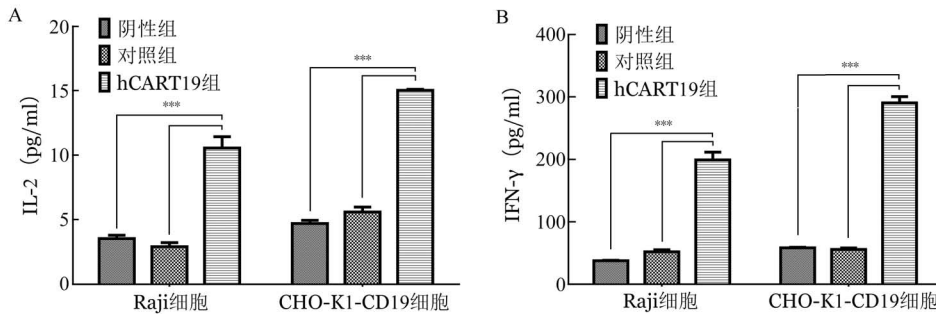 A
阴性组
对照组
hCART19组
IL-2 (pg/ml)
20
15
10
5
0
***
***
Raji细胞
CHO-K1-CD19细胞
B
阴性组
对照组
hCART19组
IFN-γ (pg/ml)
400
300
200
100
50
0
***
***
Raji细胞
CHO-K1-CD19细胞